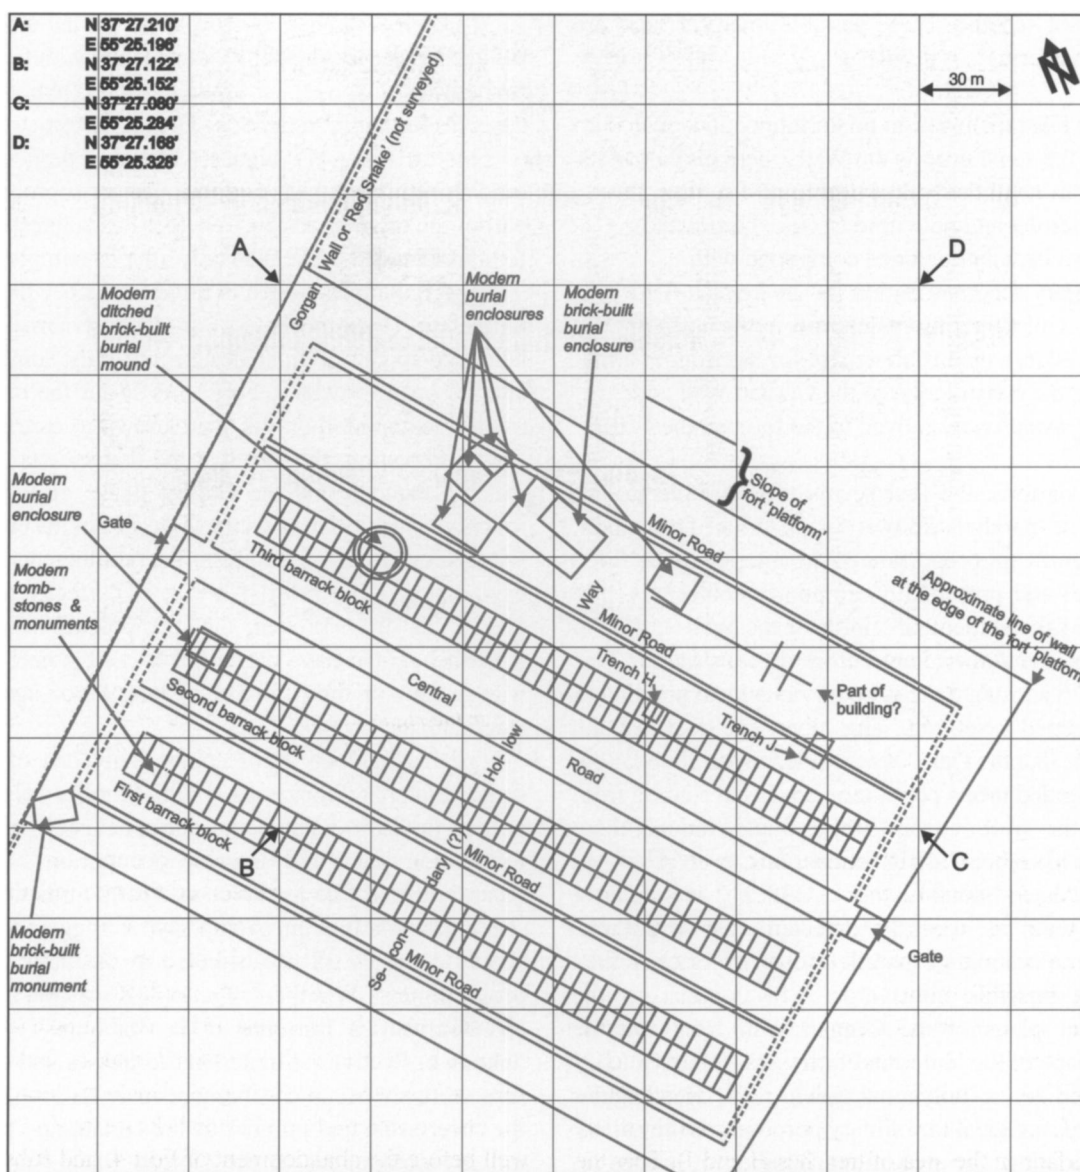 A: N 37°27.210'
E 55°25.196'
B: N 37°27.122'
E 55°25.152'
C: N 37°27.080'
E 55°25.284'
D: N 37°27.168'
E 55°25.328'
30 m
N
Gorgan Wall or 'Red Snake' (not surveyed)
A
D
Modern
ditched
brick-built
burial
mound
Modern
burial
enclosures
Modern
brick-built
burial
enclosure
Slope of
fort 'platform'
Modern
burial
enclosure
Gate
Minor Road
Approximate line of wall
at the edge of the fort 'platform'
Third barrack block
Way
Minor Road
Modern
tomb-
stones &
monuments
Trench H
Part of
building?
Trench J
Second barrack block
Central
Hol- low
Road
First barrack block
B
C
Minor Road
dary (?)
Se- con-
Minor Road
Modern
brick-built
burial
monument
Gate